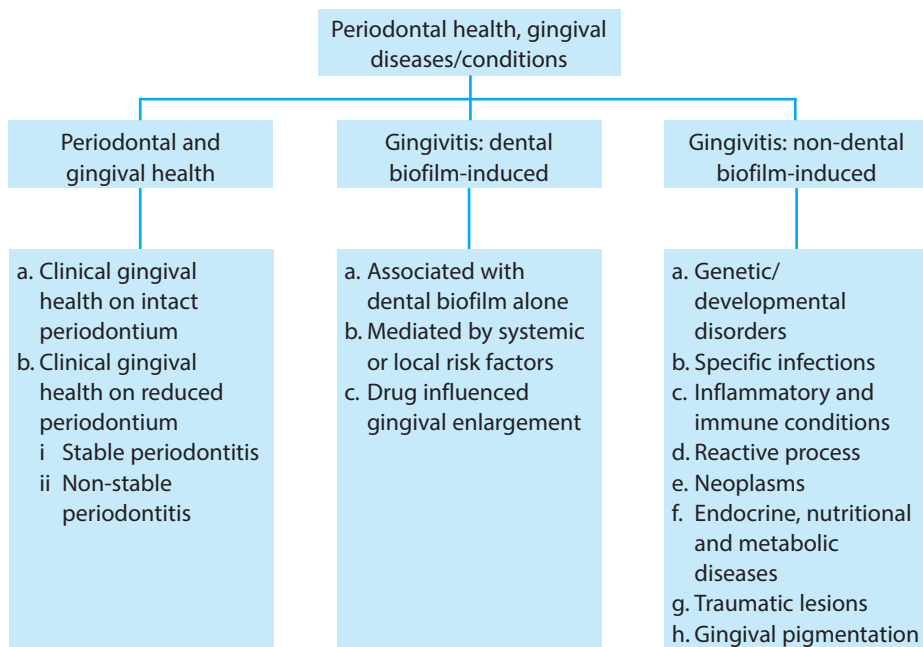 Periodontal health, gingival
diseases/conditions
Periodontal and
gingival health
Gingivitis: dental
biofilm-induced
Gingivitis: non-dental
biofilm-induced
a. Clinical gingival
health on intact
periodontium
b. Clinical gingival
health on reduced
periodontium
i Stable periodontitis
ii Non-stable
periodontitis
a. Associated with
dental biofilm alone
b. Mediated by systemic
or local risk factors
c. Drug influenced
gingival enlargement
a. Genetic/
developmental
disorders
b. Specific infections
c. Inflammatory and
immune conditions
d. Reactive process
e. Neoplasms
f. Endocrine, nutritional
and metabolic
diseases
g. Traumatic lesions
h. Gingival pigmentation